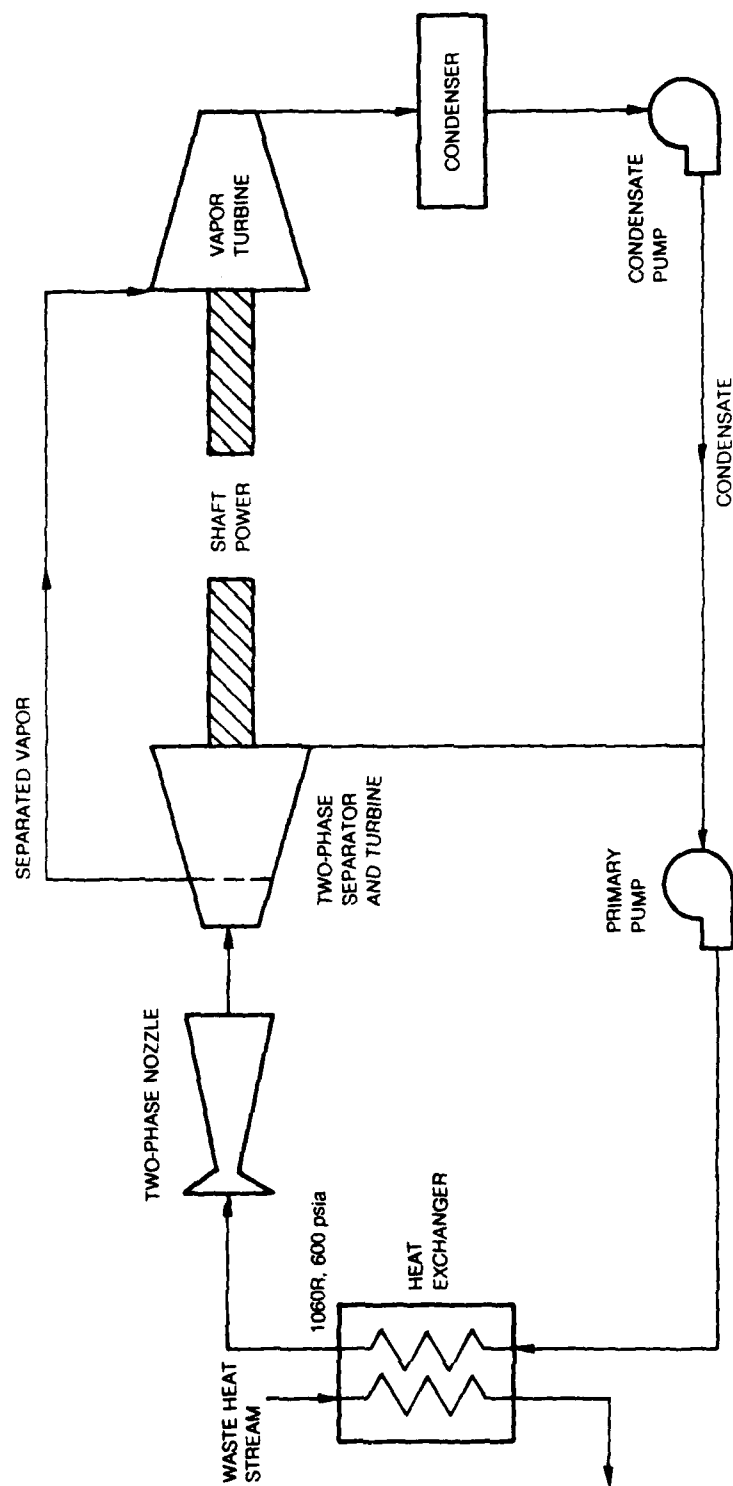 SEPARATED VAPOR
VAPOR
TURBINE
SHAFT
POWER
TWO-PHASE NOZZLE
TWO-PHASE
SEPARATOR
AND TURBINE
CONDENSER
1060R, 600 psia
WASTE HEAT
STREAM
HEAT
EXCHANGER
PRIMARY
PUMP
CONDENSATE
CONDENSATE
PUMP